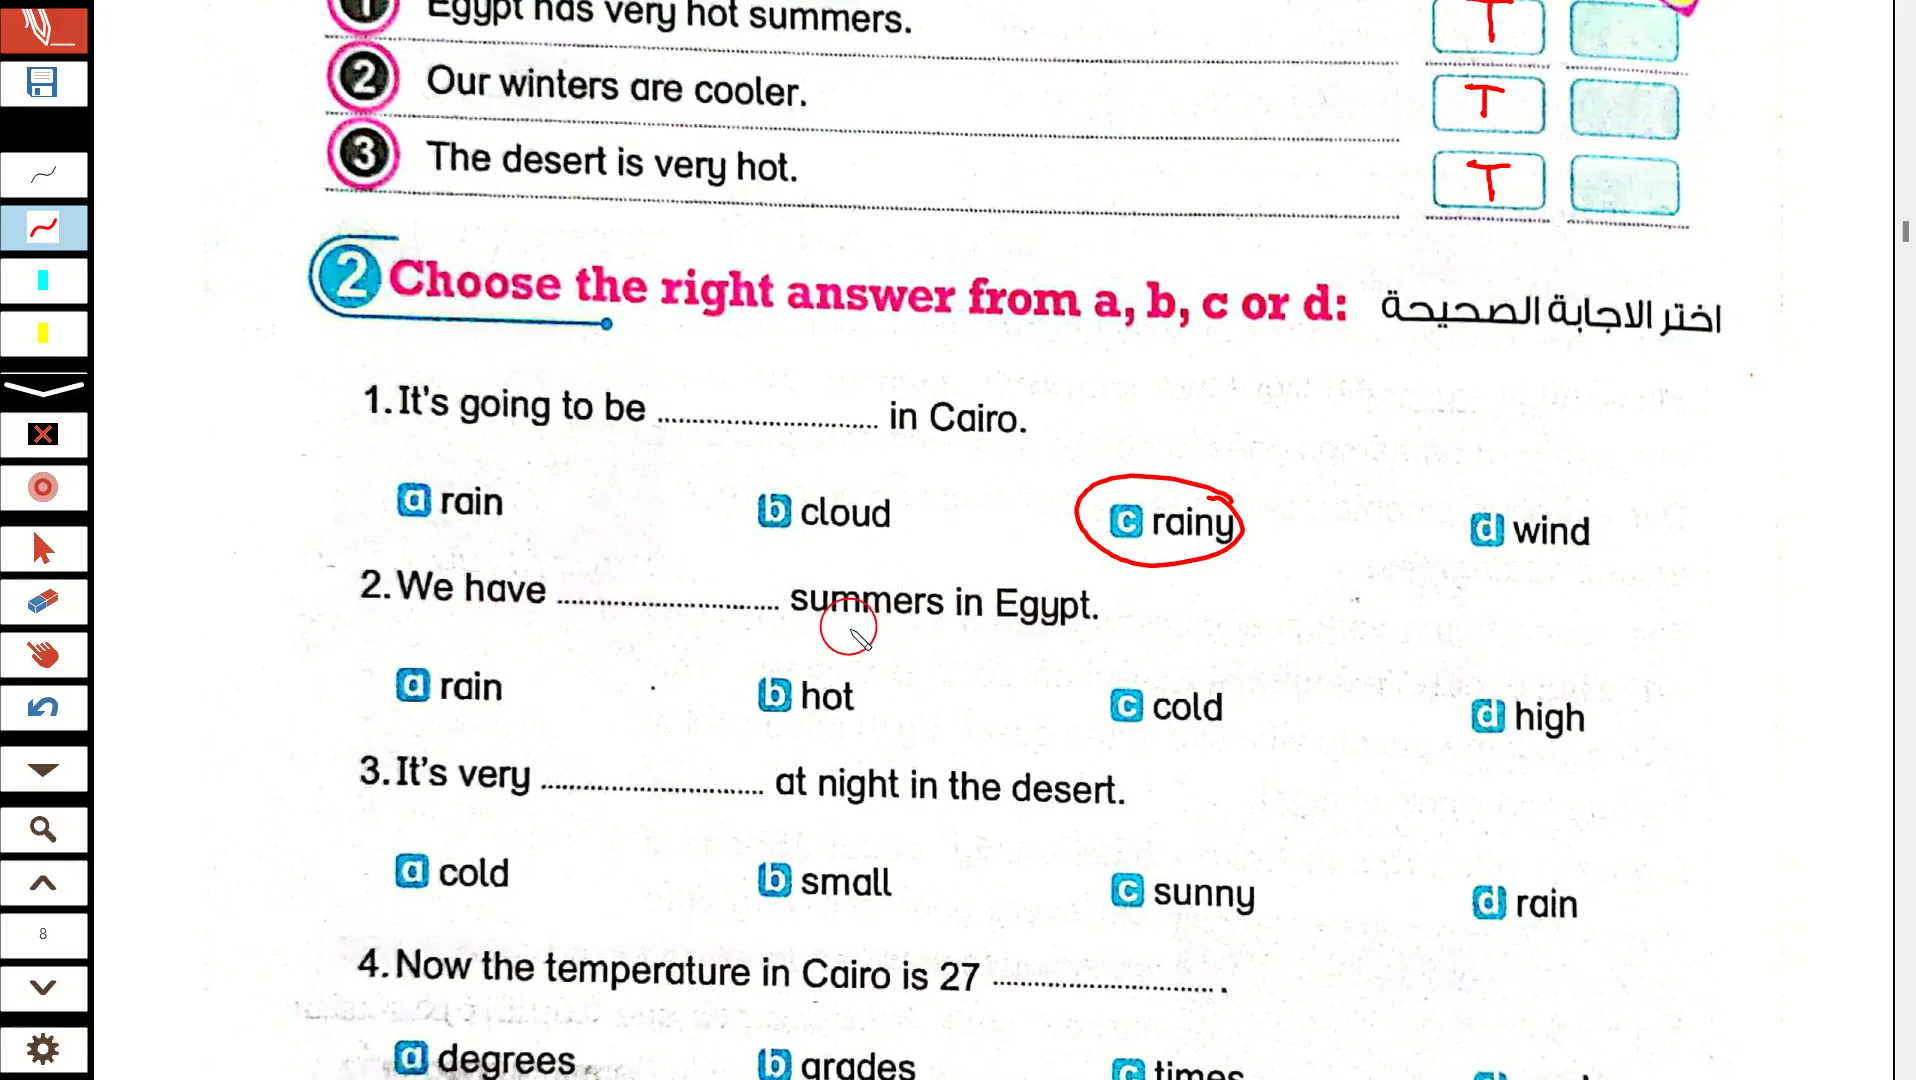 1 Egypt has very hot summers. T
2 Our winters are cooler. T
3 The desert is very hot. T
2 Choose the right answer from a, b, c or d: اختر الاجابة الصحيحة
1. It's going to be ........................ in Cairo.
a rain b cloud c rainy d wind
2. We have ........................ summers in Egypt.
a rain b hot c cold d high
3. It's very ........................ at night in the desert.
a cold b small c sunny d rain
4. Now the temperature in Cairo is 27 ........................ .
a degrees b grades c times
8